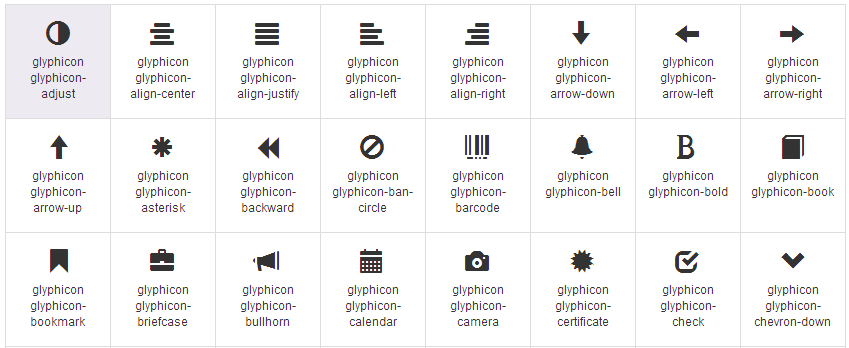 glyphicon
glyphicon-
adjust
glyphicon
glyphicon-
align-center
glyphicon
glyphicon-
align-justify
glyphicon
glyphicon-
align-left
glyphicon
glyphicon-
align-right
glyphicon
glyphicon-
arrow-down
glyphicon
glyphicon-
arrow-left
glyphicon
glyphicon-
arrow-right
glyphicon
glyphicon-
arrow-up
glyphicon
glyphicon-
asterisk
glyphicon
glyphicon-
backward
glyphicon
glyphicon-ban-
circle
glyphicon
glyphicon-
barcode
glyphicon
glyphicon-bell
glyphicon
glyphicon-bold
glyphicon
glyphicon-book
glyphicon
glyphicon-
bookmark
glyphicon
glyphicon-
briefcase
glyphicon
glyphicon-
bullhorn
glyphicon
glyphicon-
calendar
glyphicon
glyphicon-
camera
glyphicon
glyphicon-
certificate
glyphicon
glyphicon-
check
glyphicon
glyphicon-
chevron-down